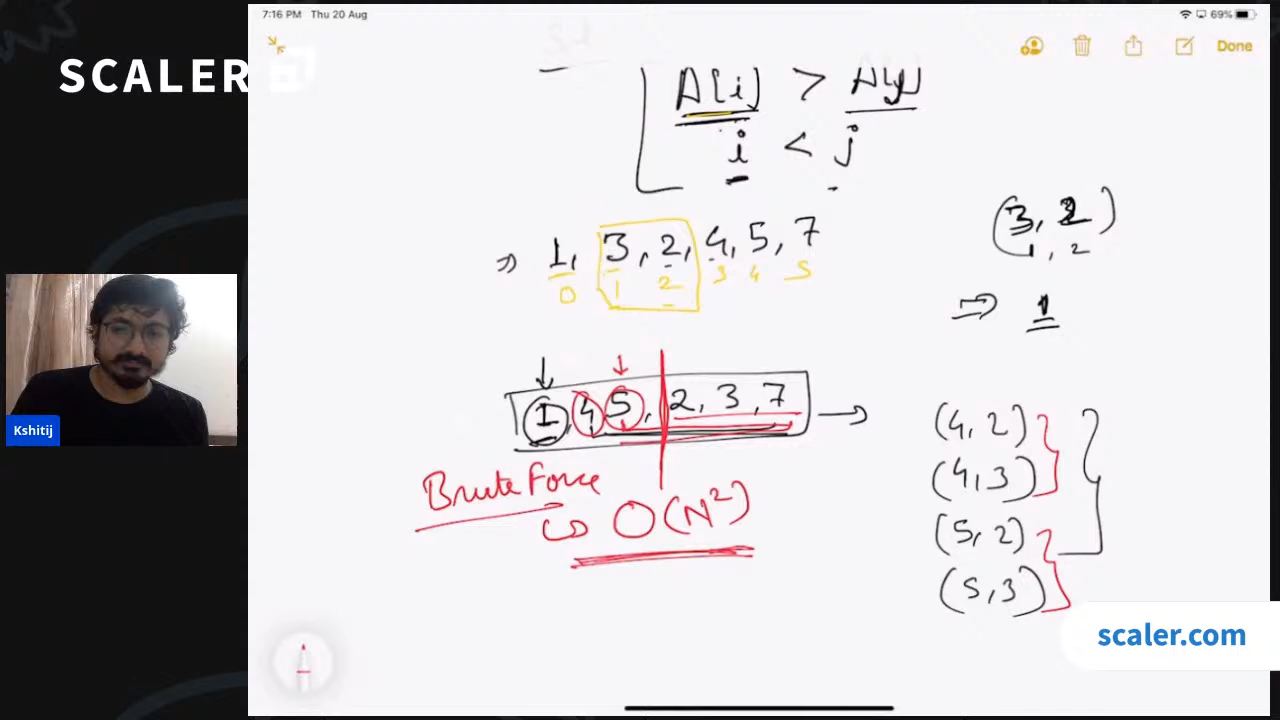 7:16 PM Thu 20 Aug
69%
Done
SCALER
A[i] > A[j]
i < j
⇒ 1, 3, 2, 4, 5, 7
0 1 2 3 4 5
(3, 2)
1, 2
⇒ 1
1, 4, 5, 2, 3, 7 →
(4, 2)
(4, 3)
(5, 2)
(5, 3)
Brute Force
↪ O(N²)
Kshitij
scaler.com